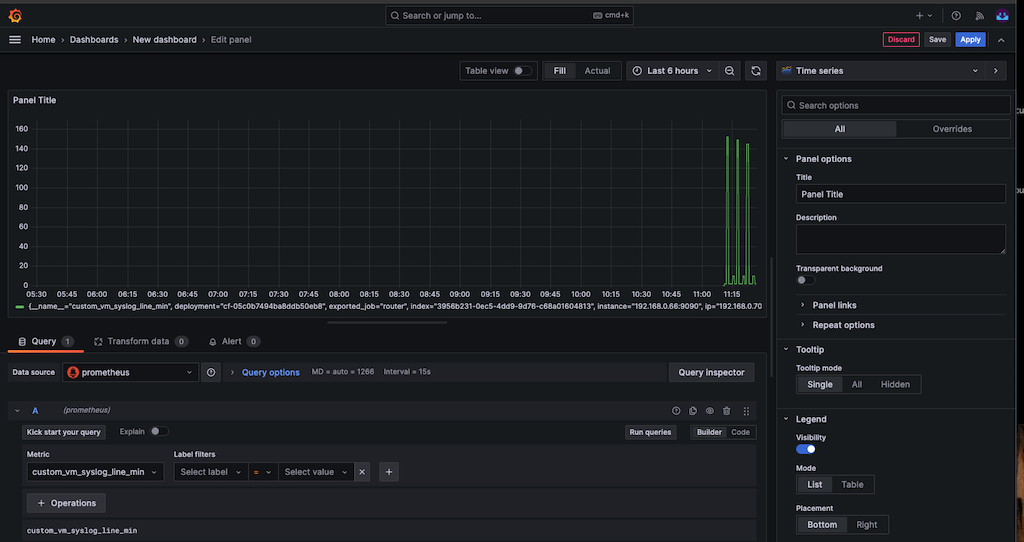 Search or jump to...
cmd+k
Home › Dashboards › New dashboard › Edit panel
Discard Save Apply
Table view Fill Actual Last 6 hours
Time series
Panel Title
160
140
120
100
80
60
40
20
0
05:30 05:45 06:00 06:15 06:30 06:45 07:00 07:15 07:30 07:45 08:00 08:15 08:30 08:45 09:00 09:15 09:30 09:45 10:00 10:15 10:30 10:45 11:00 11:15
{__name__="custom_vm_syslog_line_min", deployment="cf-05c0b7494ba8db50eb8", exported_job="router", index="3956b231-0ec5-4dd9-9d76-c68a01604813", instance="192.168.0.66:9090", ip="192.168.0.70
Query 1 Transform data 0 Alert 0
Data source prometheus Query options MD = auto = 1266 Interval = 15s Query inspector
A (prometheus)
Kick start your query Explain Run queries Builder Code
Metric Label filters
custom_vm_syslog_line_min Select label = Select value
+ Operations
custom_vm_syslog_line_min
Search options
All Overrides
Panel options
Title
Panel Title
Description
Transparent background
Panel links
Repeat options
Tooltip
Tooltip mode
Single All Hidden
Legend
Visibility
Mode
List Table
Placement
Bottom Right